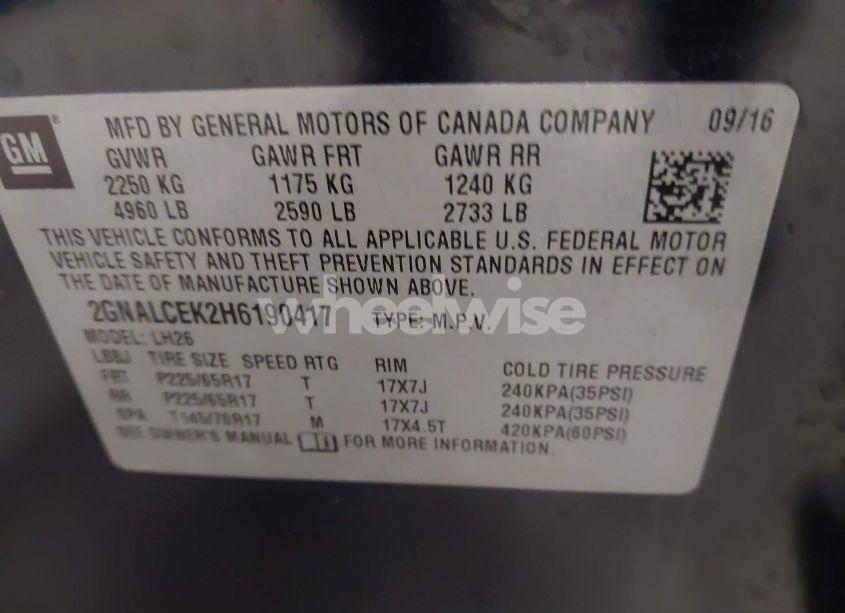 GM ® MFD BY GENERAL MOTORS OF CANADA COMPANY 09/16
GVWR GAWR FRT GAWR RR
2250 KG 1175 KG 1240 KG
4960 LB 2590 LB 2733 LB
THIS VEHICLE CONFORMS TO ALL APPLICABLE U.S. FEDERAL MOTOR
VEHICLE SAFETY AND THEFT PREVENTION STANDARDS IN EFFECT ON
THE DATE OF MANUFACTURE SHOWN ABOVE.
2GNALCEK2H6190417 TYPE: M.P.V.
wheelwise
MODEL: LH26
LBBJ TIRE SIZE SPEED RTG RIM COLD TIRE PRESSURE
FRT P225/65R17 T 17X7J 240KPA(35PSI)
RR P225/65R17 T 17X7J 240KPA(35PSI)
SPA T145/70R17 M 17X4.5T 420KPA(60PSI)
SEE OWNER'S MANUAL FOR MORE INFORMATION.